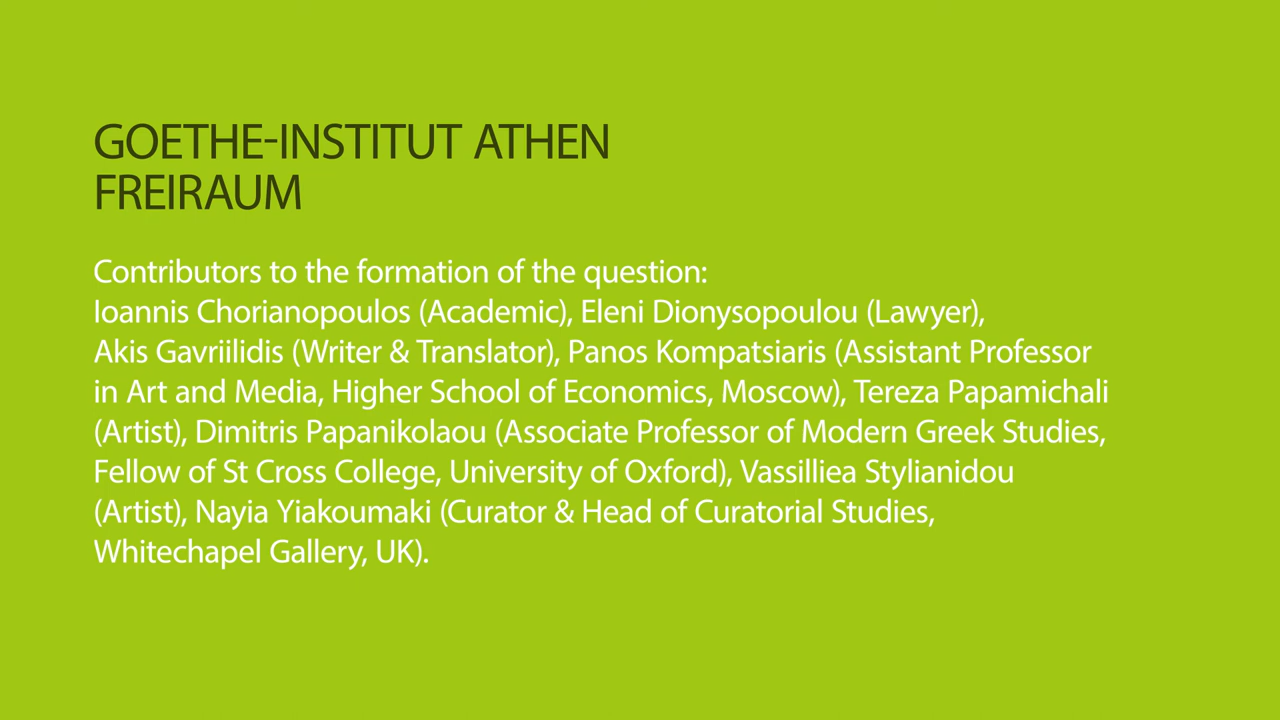 GOETHE-INSTITUT ATHEN
FREIRAUM
Contributors to the formation of the question:
Ioannis Chorianopoulos (Academic), Eleni Dionysopoulou (Lawyer),
Akis Gavriilidis (Writer & Translator), Panos Kompatsiaris (Assistant Professor
in Art and Media, Higher School of Economics, Moscow), Tereza Papamichali
(Artist), Dimitris Papanikolaou (Associate Professor of Modern Greek Studies,
Fellow of St Cross College, University of Oxford), Vassilliea Stylianidou
(Artist), Nayia Yiakoumaki (Curator & Head of Curatorial Studies,
Whitechapel Gallery, UK).